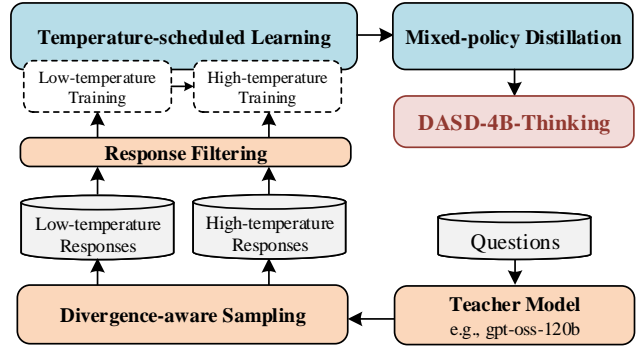 Temperature-scheduled Learning
Mixed-policy Distillation
Low-temperature
Training
High-temperature
Training
DASD-4B-Thinking
Response Filtering
Low-temperature
Responses
High-temperature
Responses
Questions
Divergence-aware Sampling
Teacher Model
e.g., gpt-oss-120b